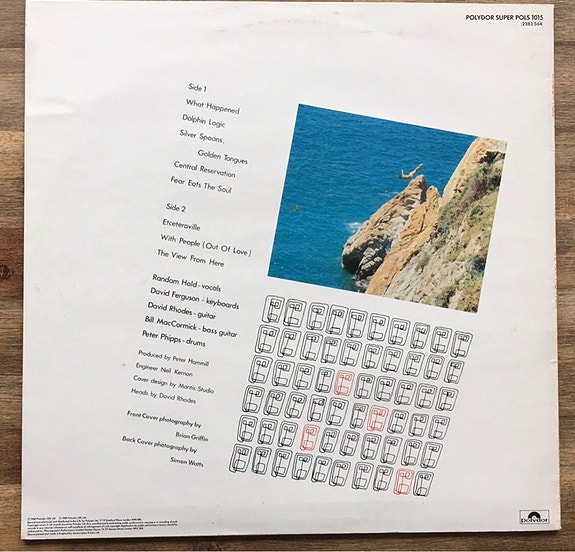 POLYDOR SUPER POLS 1015
(2383 564)
Side 1
What Happened
Dolphin Logic
Silver Spoons,
Golden Tongues
Central Reservation
Fear Eats The Soul
Side 2
Etceteraville
With People (Out Of Love)
The View From Here
Random Hold - vocals
David Ferguson - keyboards
David Rhodes - guitar
Bill MacCormick - bass guitar
Peter Phipps - drums
Produced by Peter Hammill
Engineer Neil Kernon
Cover design by Mantis Studio
Heads by David Rhodes
Front Cover photography by
Brian Griffin
Back Cover photography by
Simon Watts
polydor